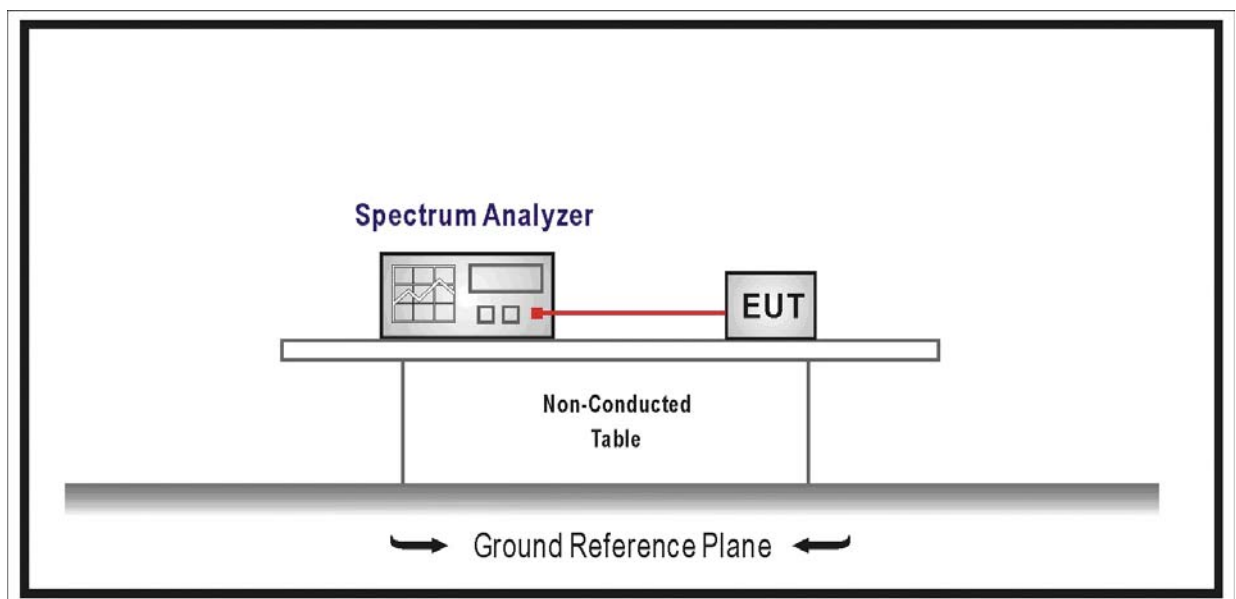 Spectrum Analyzer
EUT
Non-Conducted
Table
Ground Reference Plane